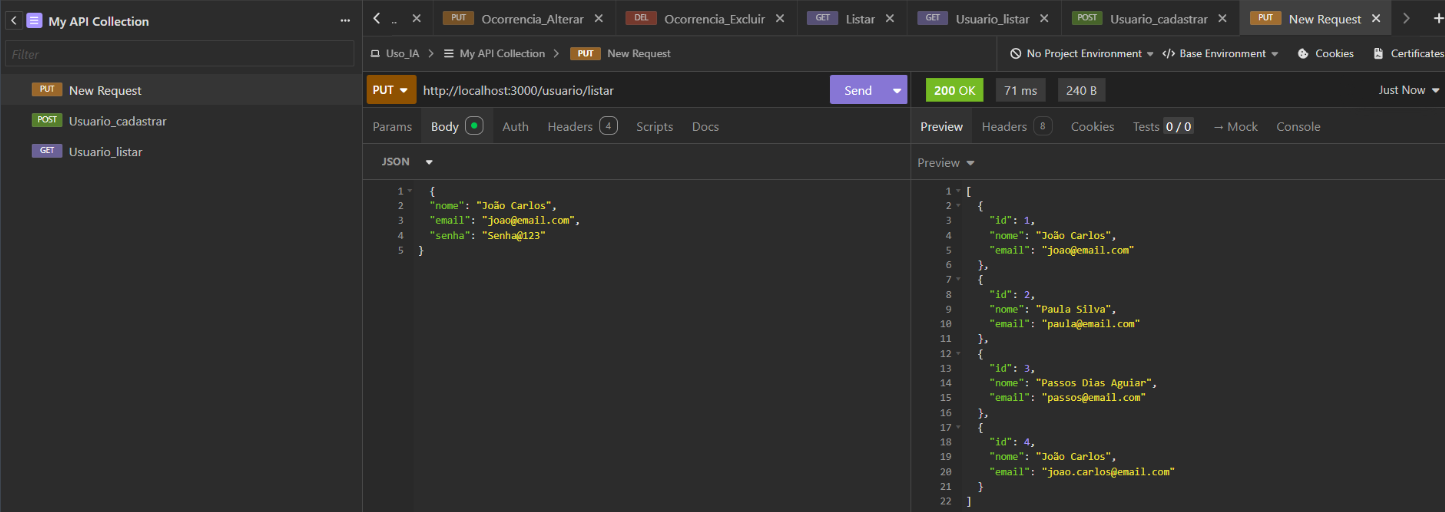 My API Collection
Filter
PUT New Request
POST Usuario_cadastrar
GET Usuario_listar
.. PUT Ocorrencia_Alterar DEL Ocorrencia_Excluir GET Listar GET Usuario_listar POST Usuario_cadastrar PUT New Request
Uso_IA My API Collection PUT New Request No Project Environment Base Environment Cookies Certificates
PUT http://localhost:3000/usuario/listar Send
Params Body Auth Headers 4 Scripts Docs
JSON
1 {
2 "nome": "João Carlos",
3 "email": "joao@email.com",
4 "senha": "Senha@123"
5 }
200 OK 71 ms 240 B Just Now
Preview Headers 8 Cookies Tests 0 / 0 → Mock Console
Preview
1 [
2 {
3 "id": 1,
4 "nome": "João Carlos",
5 "email": "joao@email.com"
6 },
7 {
8 "id": 2,
9 "nome": "Paula Silva",
10 "email": "paula@email.com"
11 },
12 {
13 "id": 3,
14 "nome": "Passos Dias Aguiar",
15 "email": "passos@email.com"
16 },
17 {
18 "id": 4,
19 "nome": "João Carlos",
20 "email": "joao.carlos@email.com"
21 }
22 ]